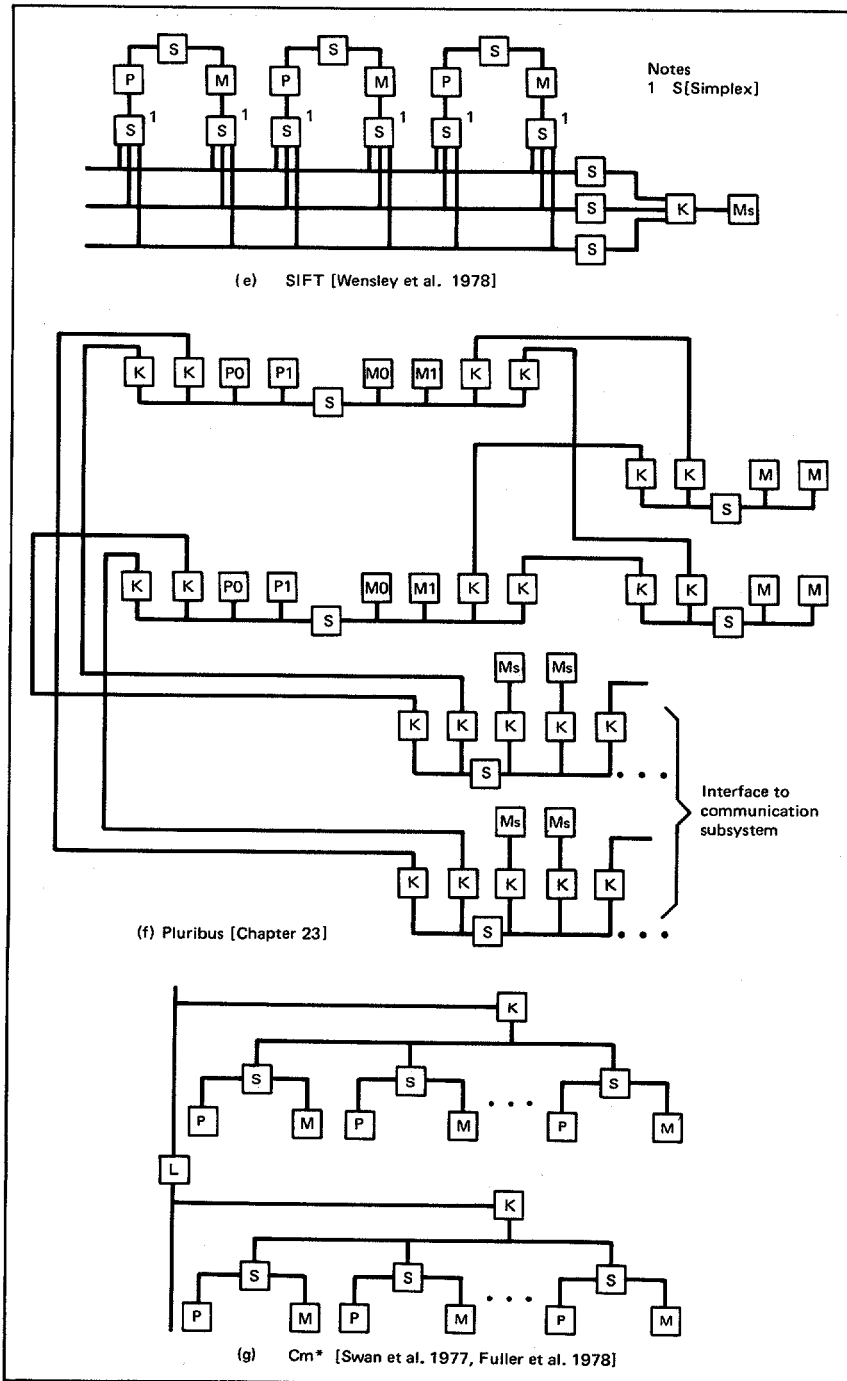 S S S
P M P M P M
Notes
1 S[Simplex]
1 1 1 1 1 1
S S S S S S
S
S K Ms
S
(e) SIFT [Wensley et al. 1978]
K K P0 P1 M0 M1 K K
S
K K M M
S
K K P0 P1 M0 M1 K K K K M M
S S
Ms Ms
K K K K K
S • • •
Interface to
communication
subsystem
Ms Ms
K K K K K
S • • •
(f) Pluribus [Chapter 23]
K
S S S
• • •
P M P M P M
L
K
S S S
• • •
P M P M P M
(g) Cm* [Swan et al. 1977, Fuller et al. 1978]